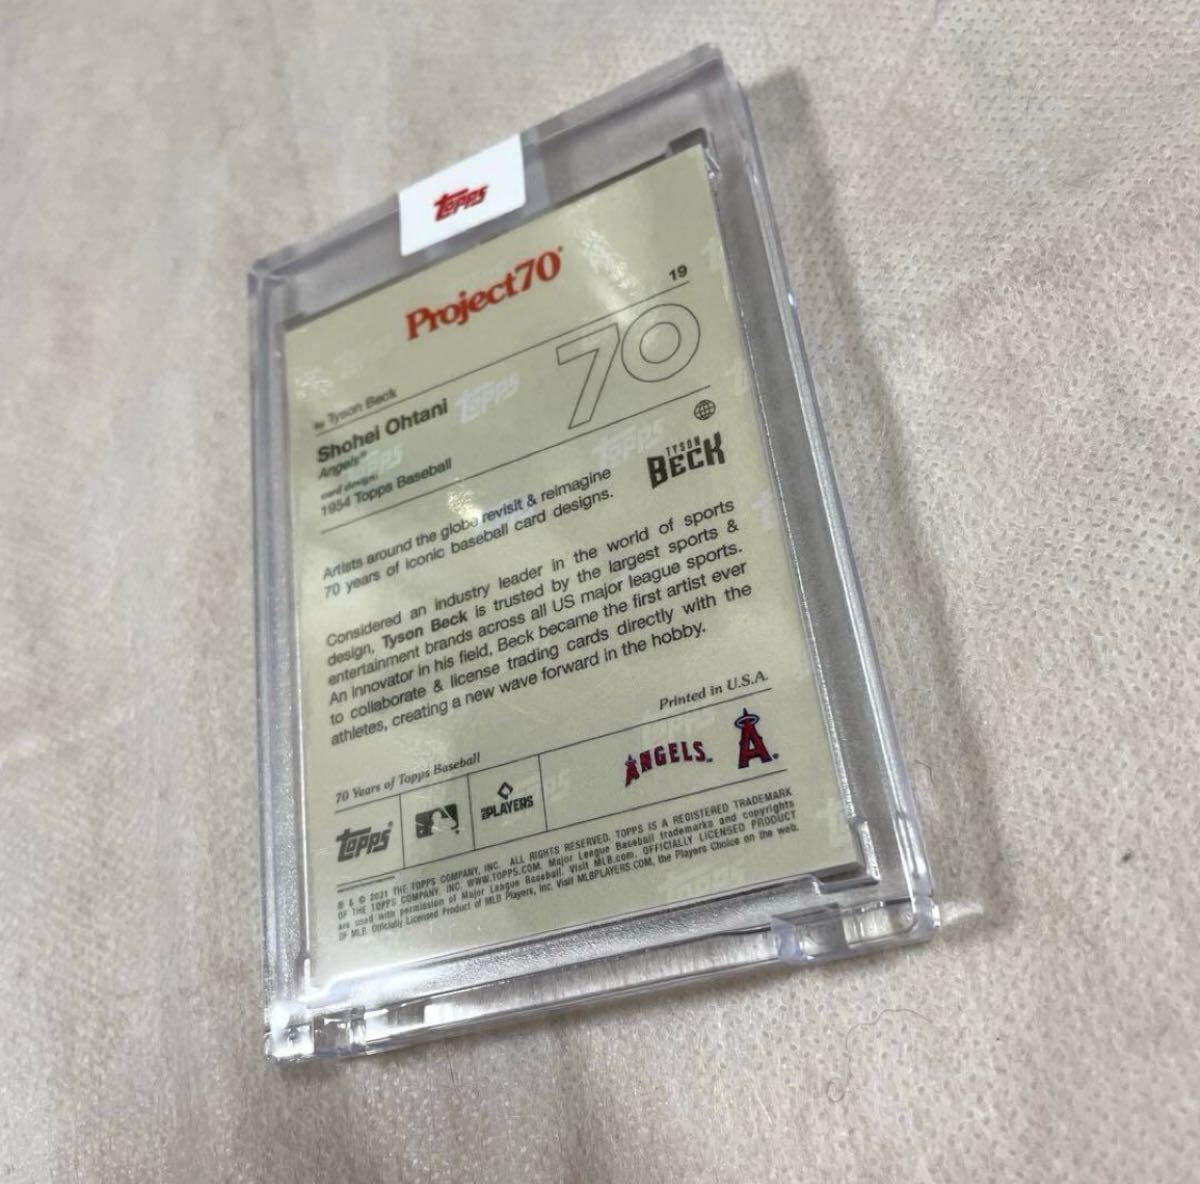 Topps
Project70®
19
by Tyson Beck
70
Shohei Ohtani
Angels®
card design:
1954 Topps Baseball
TYSON
BECK
Artists around the globe revisit & reimagine
70 years of iconic baseball card designs.
Considered an industry leader in the world of sports
design, Tyson Beck is trusted by the largest sports &
entertainment brands across all US major league sports.
An innovator in his field, Beck became the first artist ever
to collaborate & license trading cards directly with the
athletes, creating a new wave forward in the hobby.
Printed in U.S.A.
70 Years of Topps Baseball
Topps®
MLB PLAYERS
ANGELS™
A®
® & © 2021 THE TOPPS COMPANY, INC. ALL RIGHTS RESERVED. TOPPS IS A REGISTERED TRADEMARK
OF THE TOPPS COMPANY, INC. WWW.TOPPS.COM. Major League Baseball trademarks and copyrights
are used with permission of Major League Baseball. Visit MLB.com. OFFICIALLY LICENSED PRODUCT
OF MLB Players, Inc. Visit MLBPLAYERS.COM, the Players Choice on the web.